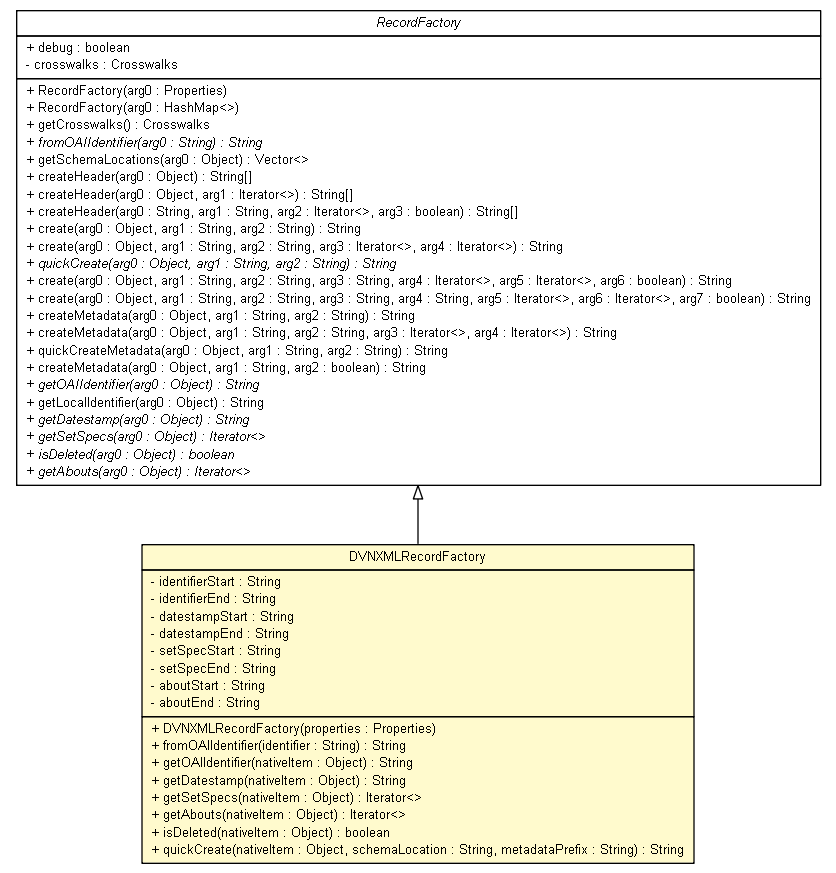 RecordFactory
+ debug : boolean
- crosswalks : Crosswalks
+ RecordFactory(arg0 : Properties)
+ RecordFactory(arg0 : HashMap<>)
+ getCrosswalks() : Crosswalks
+ fromOAIIdentifier(arg0 : String) : String
+ getSchemaLocations(arg0 : Object) : Vector<>
+ createHeader(arg0 : Object) : String[]
+ createHeader(arg0 : Object, arg1 : Iterator<>) : String[]
+ createHeader(arg0 : String, arg1 : String, arg2 : Iterator<>, arg3 : boolean) : String[]
+ create(arg0 : Object, arg1 : String, arg2 : String) : String
+ create(arg0 : Object, arg1 : String, arg2 : String, arg3 : Iterator<>, arg4 : Iterator<>) : String
+ quickCreate(arg0 : Object, arg1 : String, arg2 : String) : String
+ create(arg0 : Object, arg1 : String, arg2 : String, arg3 : String, arg4 : Iterator<>, arg5 : Iterator<>, arg6 : boolean) : String
+ create(arg0 : Object, arg1 : String, arg2 : String, arg3 : String, arg4 : String, arg5 : Iterator<>, arg6 : Iterator<>, arg7 : boolean) : String
+ createMetadata(arg0 : Object, arg1 : String, arg2 : String) : String
+ createMetadata(arg0 : Object, arg1 : String, arg2 : String, arg3 : Iterator<>, arg4 : Iterator<>) : String
+ quickCreateMetadata(arg0 : Object, arg1 : String, arg2 : String) : String
+ createMetadata(arg0 : Object, arg1 : String, arg2 : boolean) : String
+ getOAIIdentifier(arg0 : Object) : String
+ getLocalIdentifier(arg0 : Object) : String
+ getDatestamp(arg0 : Object) : String
+ getSetSpecs(arg0 : Object) : Iterator<>
+ isDeleted(arg0 : Object) : boolean
+ getAbouts(arg0 : Object) : Iterator<>
DVNXMLRecordFactory
- identifierStart : String
- identifierEnd : String
- datestampStart : String
- datestampEnd : String
- setSpecStart : String
- setSpecEnd : String
- aboutStart : String
- aboutEnd : String
+ DVNXMLRecordFactory(properties : Properties)
+ fromOAIIdentifier(identifier : String) : String
+ getOAIIdentifier(nativeItem : Object) : String
+ getDatestamp(nativeItem : Object) : String
+ getSetSpecs(nativeItem : Object) : Iterator<>
+ getAbouts(nativeItem : Object) : Iterator<>
+ isDeleted(nativeItem : Object) : boolean
+ quickCreate(nativeItem : Object, schemaLocation : String, metadataPrefix : String) : String